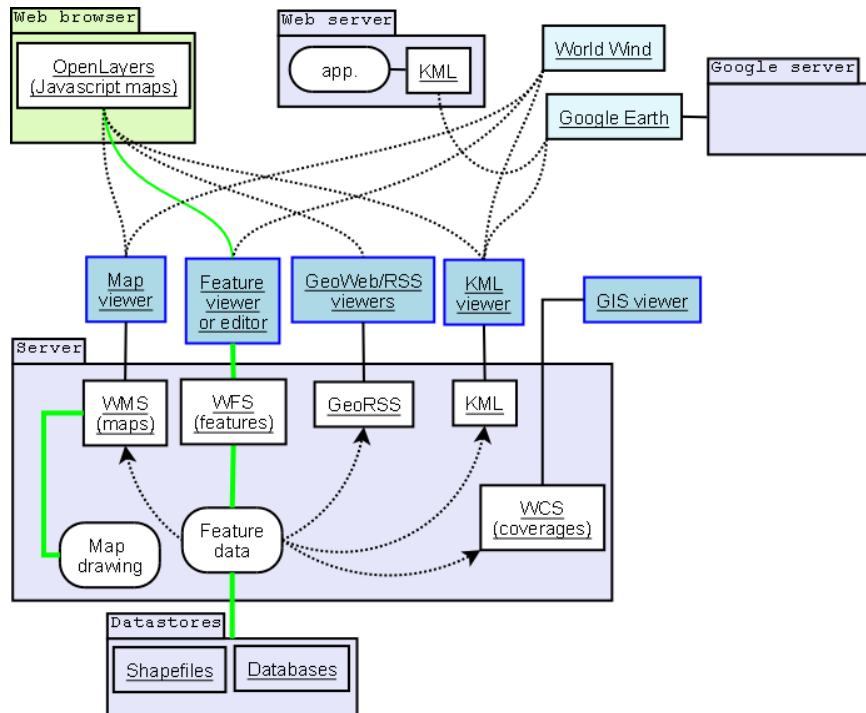 Web browser
OpenLayers
(Javascript maps)
Web server
app.
KML
World Wind
Google Earth
Google server
Map
viewer
Feature
viewer
or editor
GeoWeb/RSS
viewers
KML
viewer
GIS viewer
Server
WMS
(maps)
WFS
(features)
GeoRSS
KML
WCS
(coverages)
Map
drawing
Feature
data
Datastores
Shapefiles
Databases